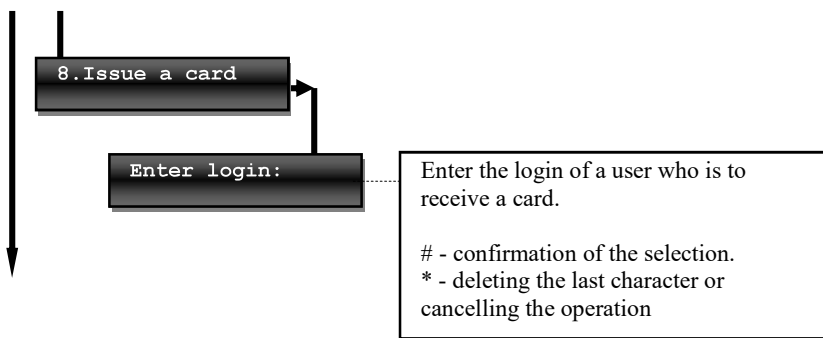 8.Issue a card
Enter login:
Enter the login of a user who is to
receive a card.
# - confirmation of the selection.
* - deleting the last character or
cancelling the operation